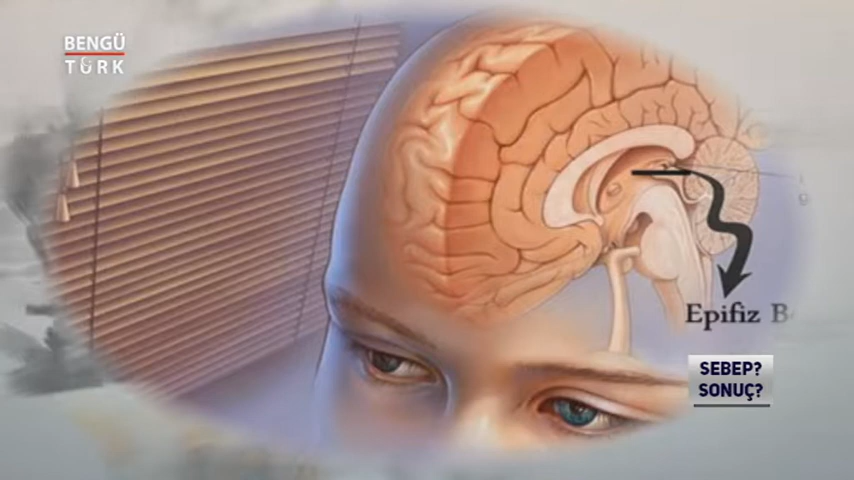 BENGÜ
TÜRK
Epifiz
SEBEP?
SONUÇ?